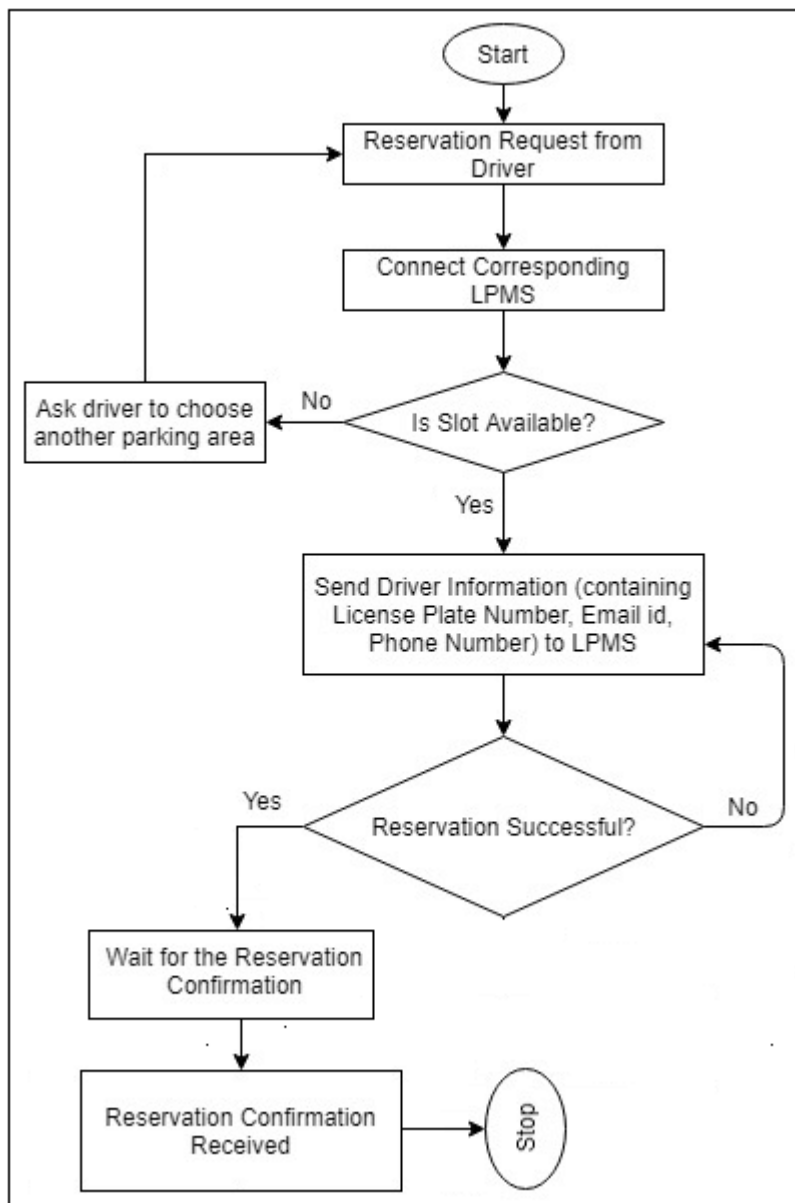 Start
Reservation Request from
Driver
Connect Corresponding
LPMS
Is Slot Available?
No
Ask driver to choose
another parking area
Yes
Send Driver Information (containing
License Plate Number, Email id,
Phone Number) to LPMS
Reservation Successful?
Yes
No
Wait for the Reservation
Confirmation
Reservation Confirmation
Received
Stop